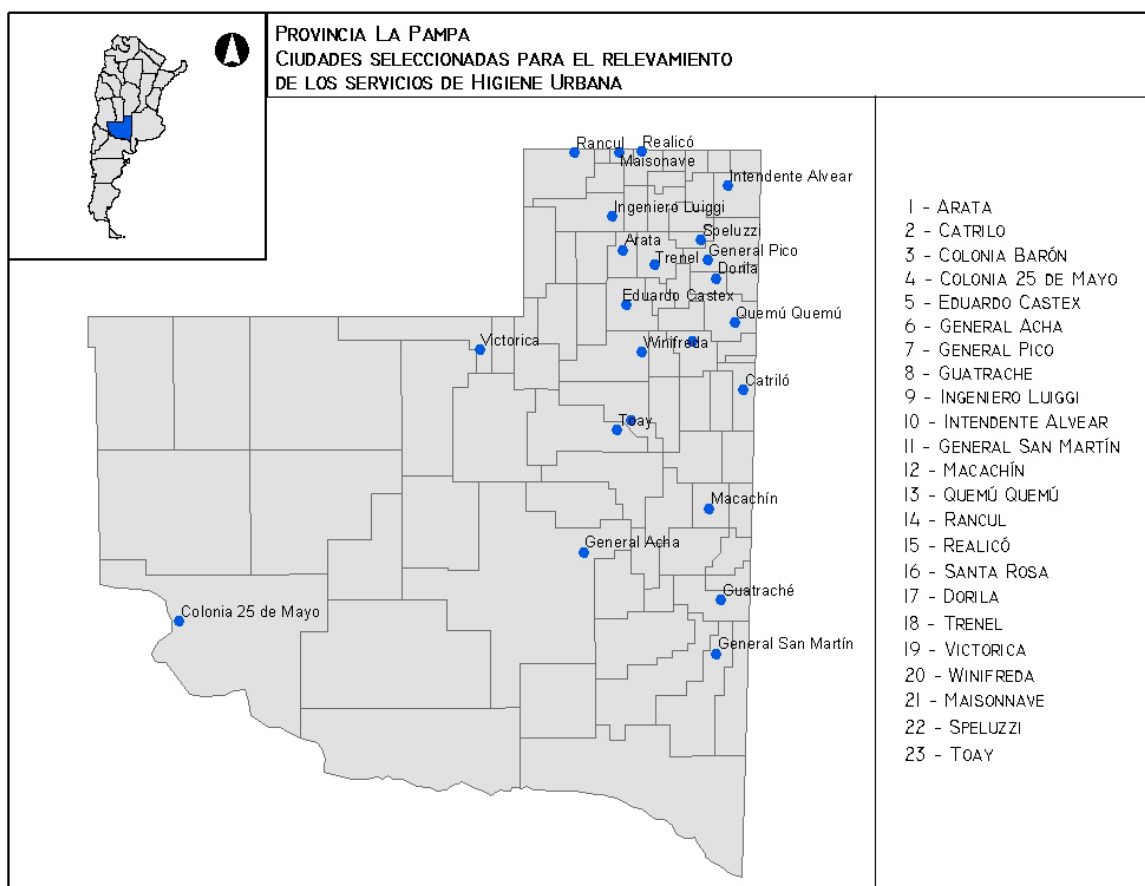 PROVINCIA LA PAMPA
CIUDADES SELECCIONADAS PARA EL RELEVAMIENTO
DE LOS SERVICIOS DE HIGIENE URBANA
Rancul
Realicó
Maisonave
Intendente Alvear
Ingeniero Luiggi
Speluzzi
Arata
General Pico
Trenel
Dorila
Eduardo Castex
Quemú Quemú
Victorica
Winifreda
Catriló
Toay
Macachín
General Acha
Guatraché
Colonia 25 de Mayo
General San Martín
1 - ARATA
2 - CATRILO
3 - COLONIA BARÓN
4 - COLONIA 25 DE MAYO
5 - EDUARDO CASTEX
6 - GENERAL ACHA
7 - GENERAL PICO
8 - GUATRACHE
9 - INGENIERO LUIGGI
10 - INTENDENTE ALVEAR
11 - GENERAL SAN MARTÍN
12 - MACACHÍN
13 - QUEMÚ QUEMÚ
14 - RANCUL
15 - REALICÓ
16 - SANTA ROSA
17 - DORILA
18 - TRENEL
19 - VICTORICA
20 - WINIFREDA
21 - MAISONNAVE
22 - SPELUZZI
23 - TOAY